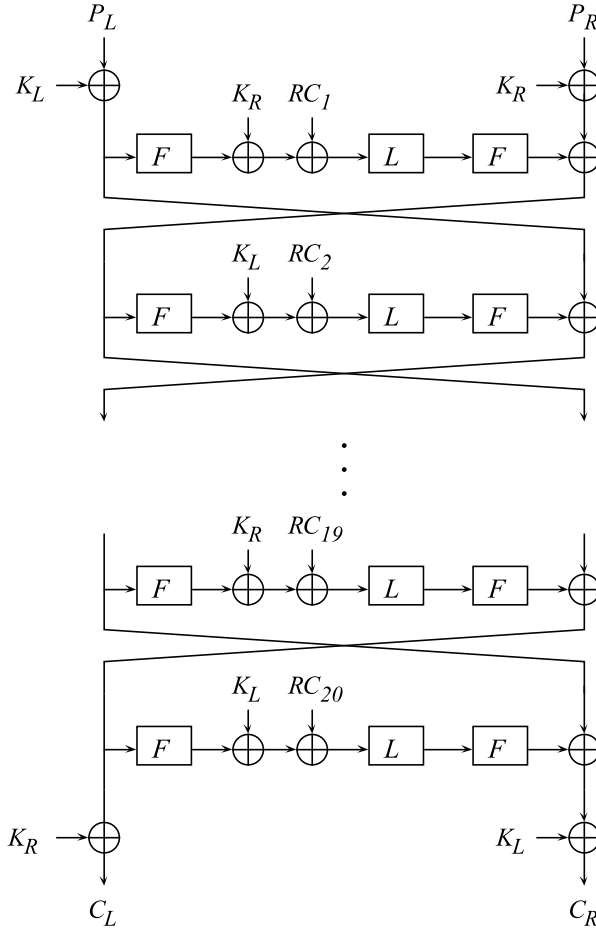 P_L P_R
K_L K_R
K_R RC_1
F L F
K_L RC_2
F L F
K_R RC_19
F L F
K_L RC_20
F L F
K_R K_L
C_L C_R